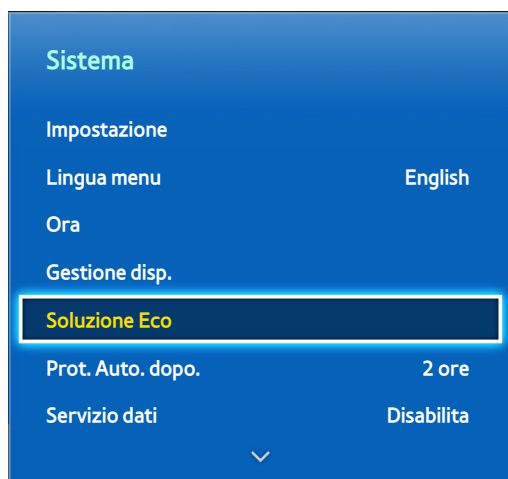 Sistema
Impostazione
Lingua menu English
Ora
Gestione disp.
Soluzione Eco
Prot. Auto. dopo. 2 ore
Servizio dati Disabilita